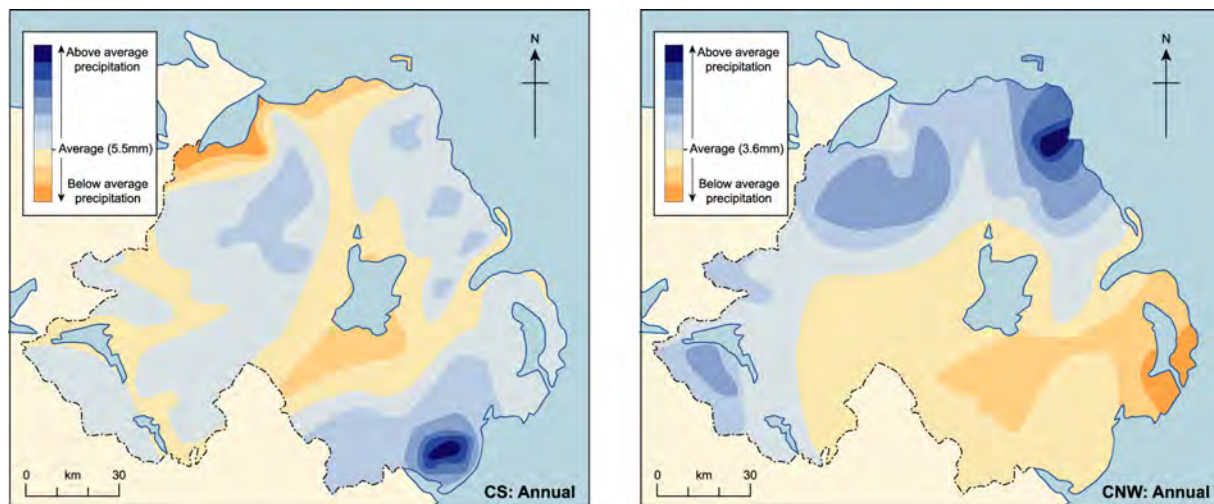 Above average
precipitation
Average (5.5mm)
Below average
precipitation
N
0 km 30
CS: Annual
Above average
precipitation
Average (3.6mm)
Below average
precipitation
N
0 km 30
CNW: Annual